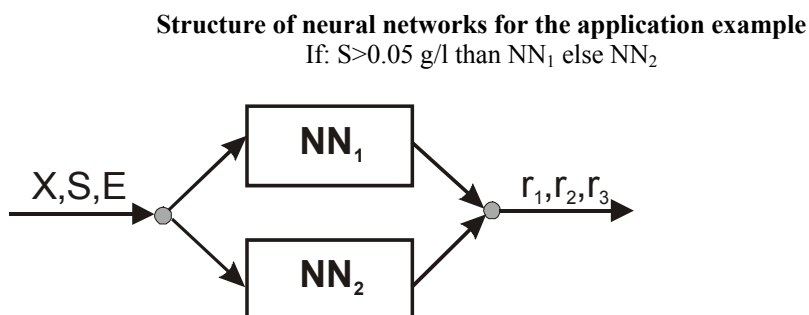 Structure of neural networks for the application example
If: S>0.05 g/l than NN₁ else NN₂
NN₁
X,S,E
r₁,r₂,r₃
NN₂